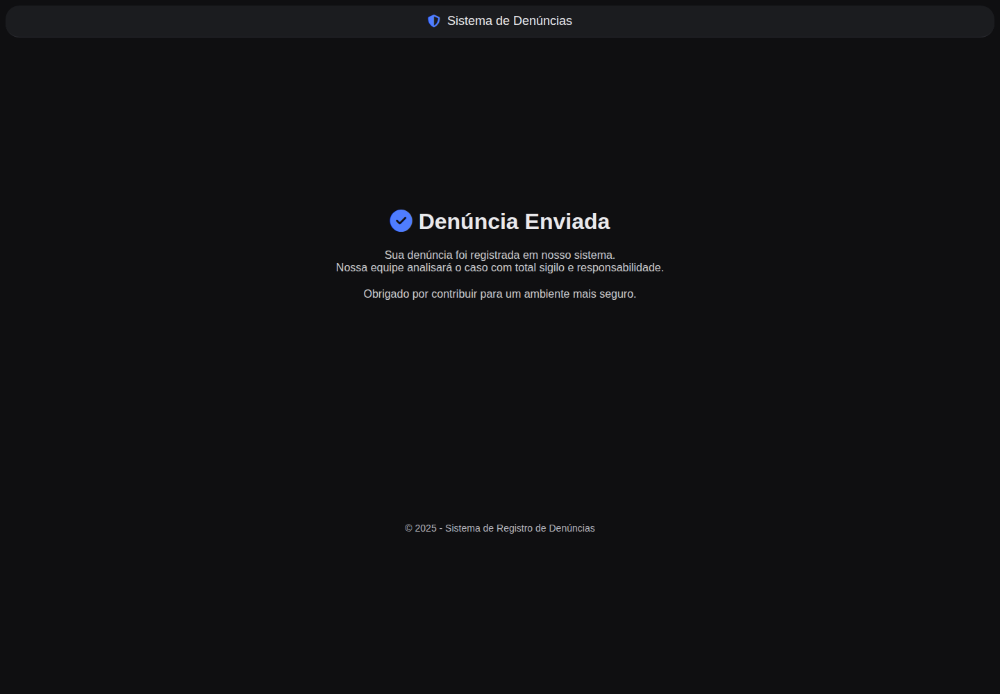 Sistema de Denúncias
Denúncia Enviada
Sua denúncia foi registrada em nosso sistema.
Nossa equipe analisará o caso com total sigilo e responsabilidade.
Obrigado por contribuir para um ambiente mais seguro.
© 2025 - Sistema de Registro de Denúncias